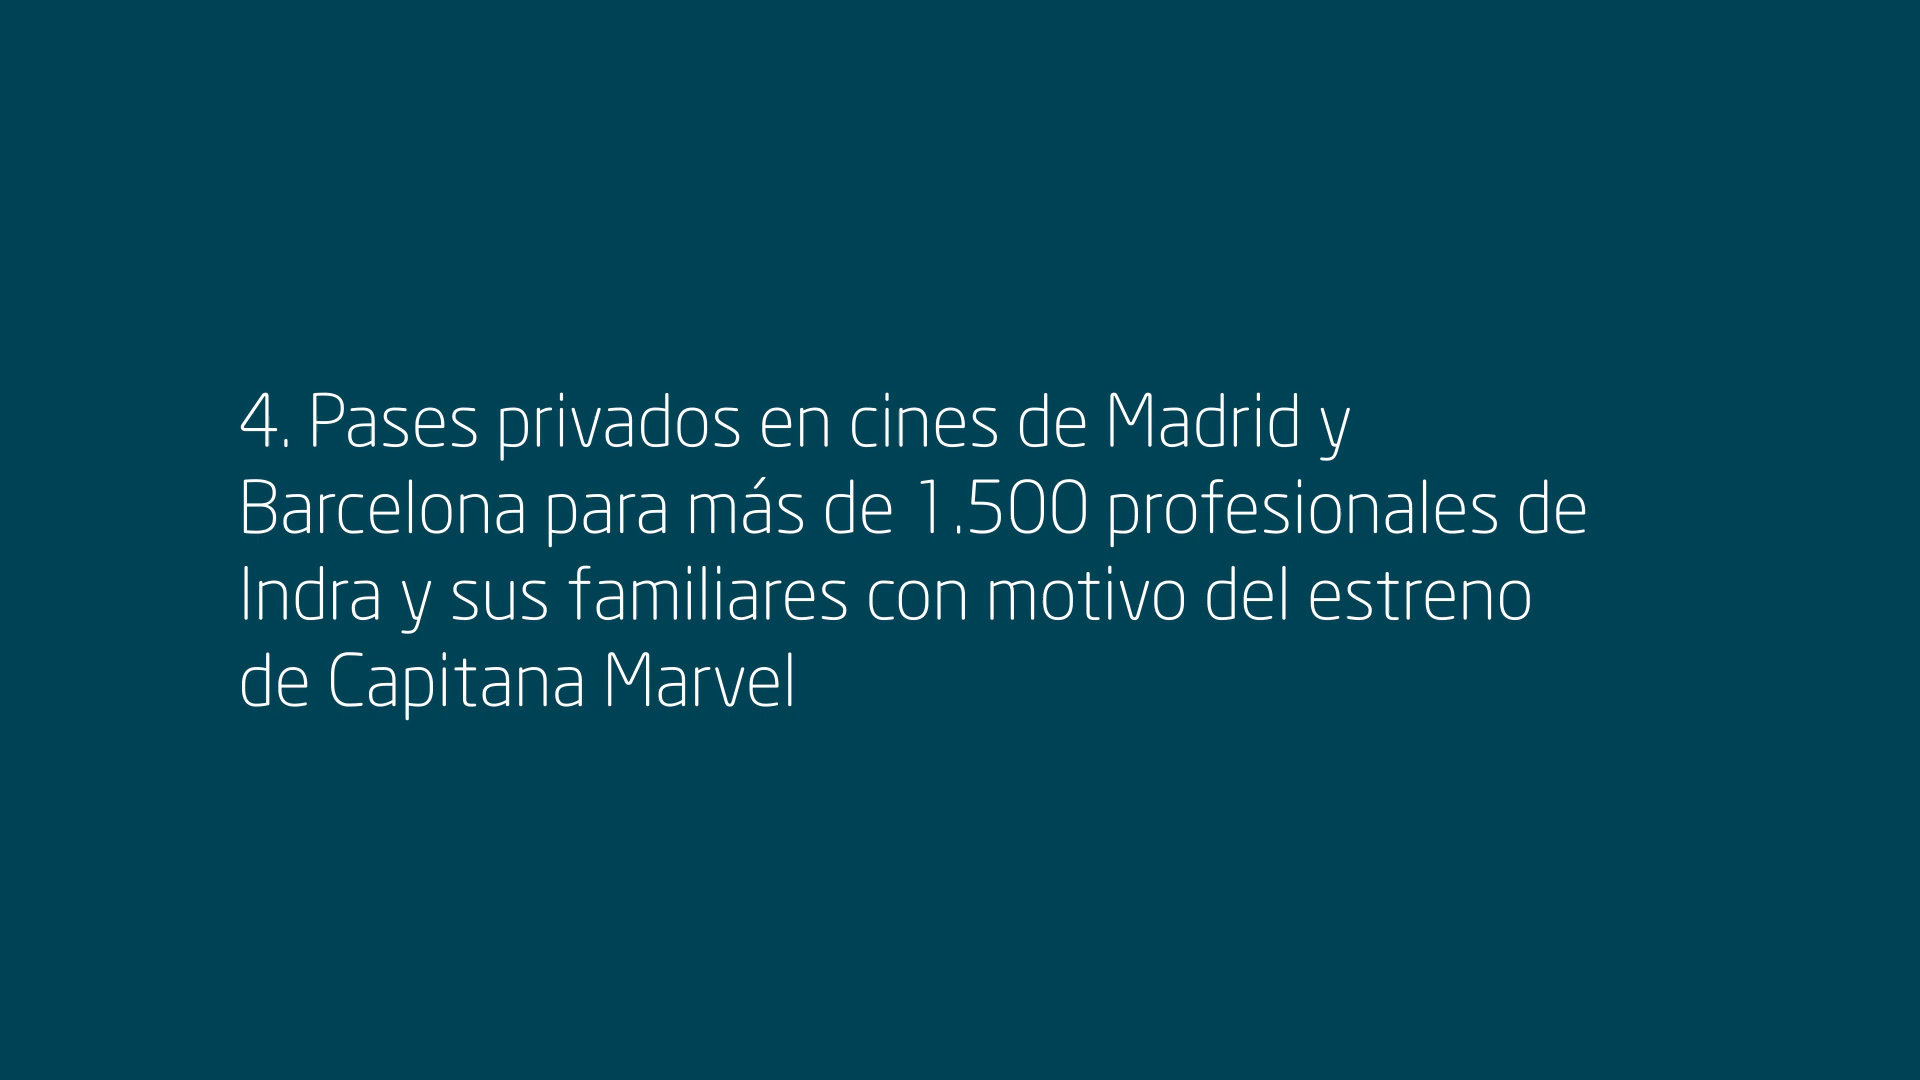 4. Pases privados en cines de Madrid y
Barcelona para más de 1.500 profesionales de
Indra y sus familiares con motivo del estreno
de Capitana Marvel